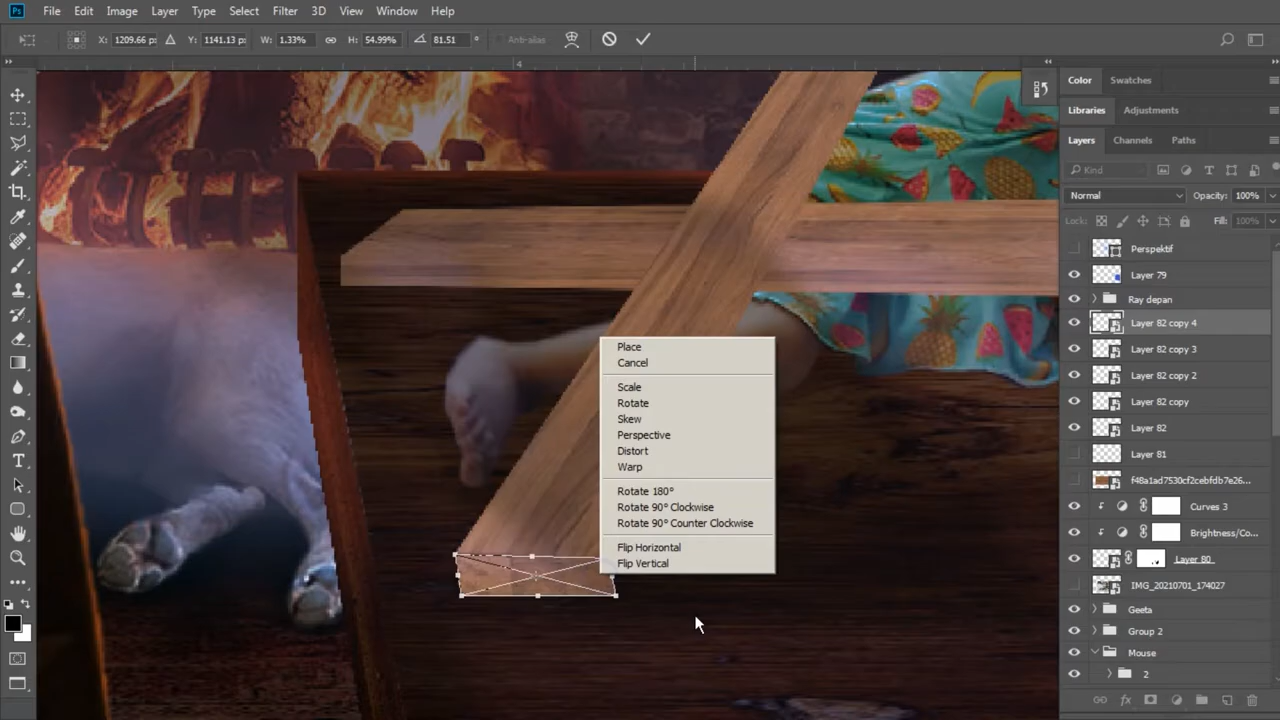 Ps File Edit Image Layer Type Select Filter 3D View Window Help
X: 1209.66 p: Y: 1141.13 p: W: 1.33% H: 54.99% 81.51 ° Anti-alias
4
Color Swatches
Libraries Adjustments
Layers Channels Paths
Kind
Normal Opacity: 100%
Lock: Fill: 100%
Perspektif
Layer 79
Ray depan
Layer 82 copy 4
Layer 82 copy 3
Layer 82 copy 2
Layer 82 copy
Layer 82
Layer 81
f48a1ad7530cf2cebfdb7e26...
Curves 3
Brightness/Co...
Layer 80
IMG_20210701_174027
Geeta
Group 2
Mouse
2
Place
Cancel
Scale
Rotate
Skew
Perspective
Distort
Warp
Rotate 180°
Rotate 90° Clockwise
Rotate 90° Counter Clockwise
Flip Horizontal
Flip Vertical